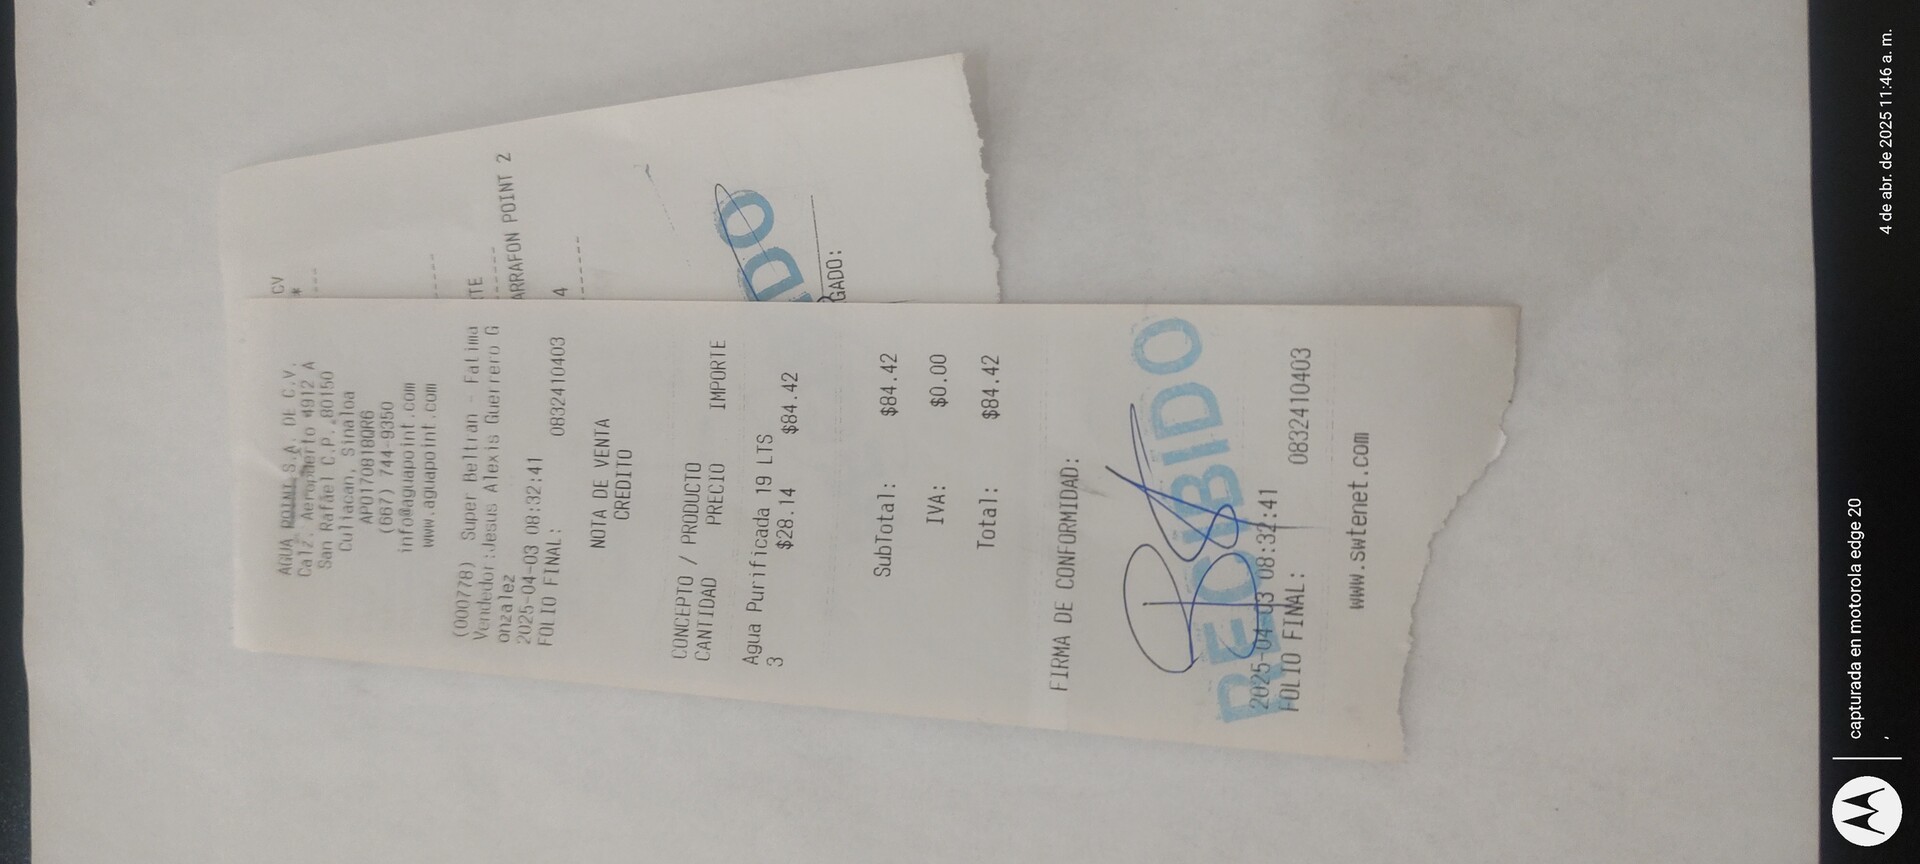 AGUA POINT S.A. DE C.V.
Calz. Aeropuerto 4912 A
San Rafael C.P. 80150
Culiacan, Sinaloa
APO170818QR6
(667) 744-9350
info@aguapoint.com
www.aguapoint.com
(000778) Super Beltran - Fatima
Vendedor:Jesus Alexis Guerrero G
onzalez
2025-04-03 08:32:41
FOLIO FINAL: 0832410403
NOTA DE VENTA
CREDITO
CONCEPTO / PRODUCTO
CANTIDAD PRECIO IMPORTE
Agua Purificada 19 LTS
3 $28.14 $84.42
SubTotal: $84.42
IVA: $0.00
Total: $84.42
FIRMA DE CONFORMIDAD:
RECIBIDO
2025-04-03 08:32:41
FOLIO FINAL: 0832410403
www.swtenet.com
CV
*
TE
ARRAFON POINT 2
4
DO
GADO:
capturada en motorola edge 20
,
4 de abr. de 2025 11:46 a. m.